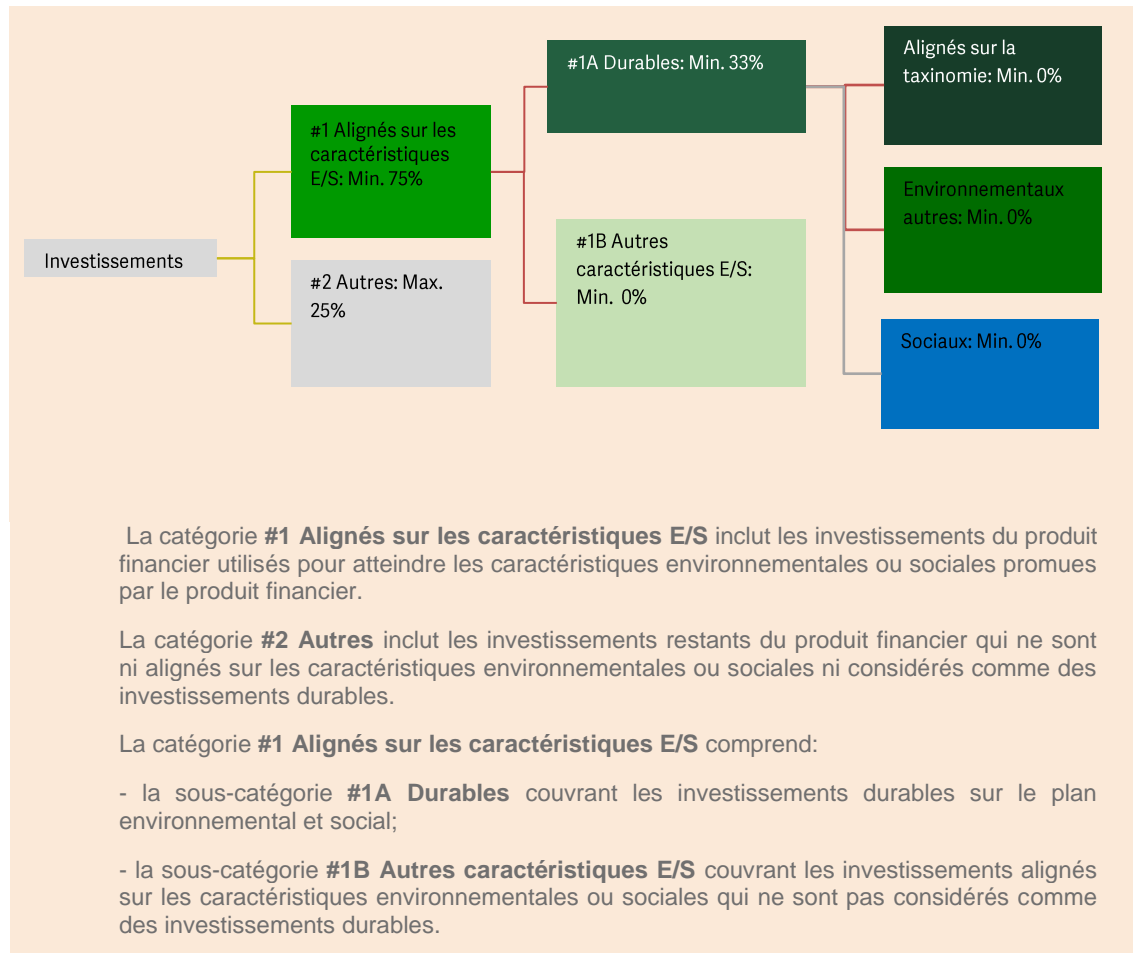 Investissements
#1 Alignés sur les
caractéristiques
E/S: Min. 75%
#2 Autres: Max.
25%
#1A Durables: Min. 33%
#1B Autres
caractéristiques E/S:
Min. 0%
Alignés sur la
taxinomie: Min. 0%
Environnementaux
autres: Min. 0%
Sociaux: Min. 0%
La catégorie #1 Alignés sur les caractéristiques E/S inclut les investissements du produit
financier utilisés pour atteindre les caractéristiques environnementales ou sociales promues
par le produit financier.
La catégorie #2 Autres inclut les investissements restants du produit financier qui ne sont
ni alignés sur les caractéristiques environnementales ou sociales ni considérés comme des
investissements durables.
La catégorie #1 Alignés sur les caractéristiques E/S comprend:
- la sous-catégorie #1A Durables couvrant les investissements durables sur le plan
environnemental et social;
- la sous-catégorie #1B Autres caractéristiques E/S couvrant les investissements alignés
sur les caractéristiques environnementales ou sociales qui ne sont pas considérés comme
des investissements durables.